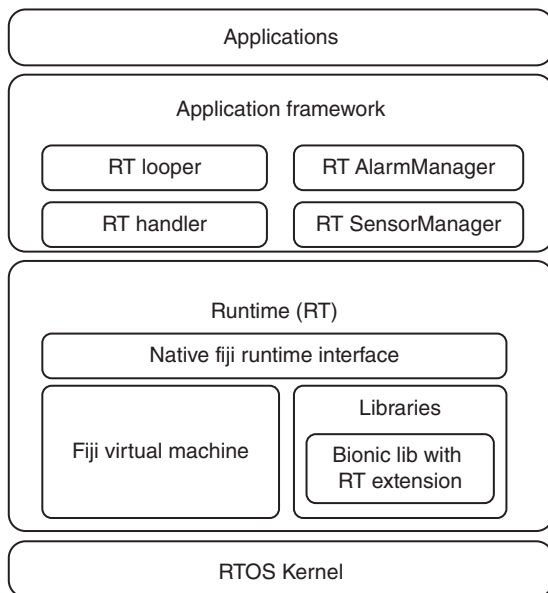 Applications
Application framework
RT looper
RT AlarmManager
RT handler
RT SensorManager
Runtime (RT)
Native fiji runtime interface
Fiji virtual machine
Libraries
Bionic lib with
RT extension
RTOS Kernel